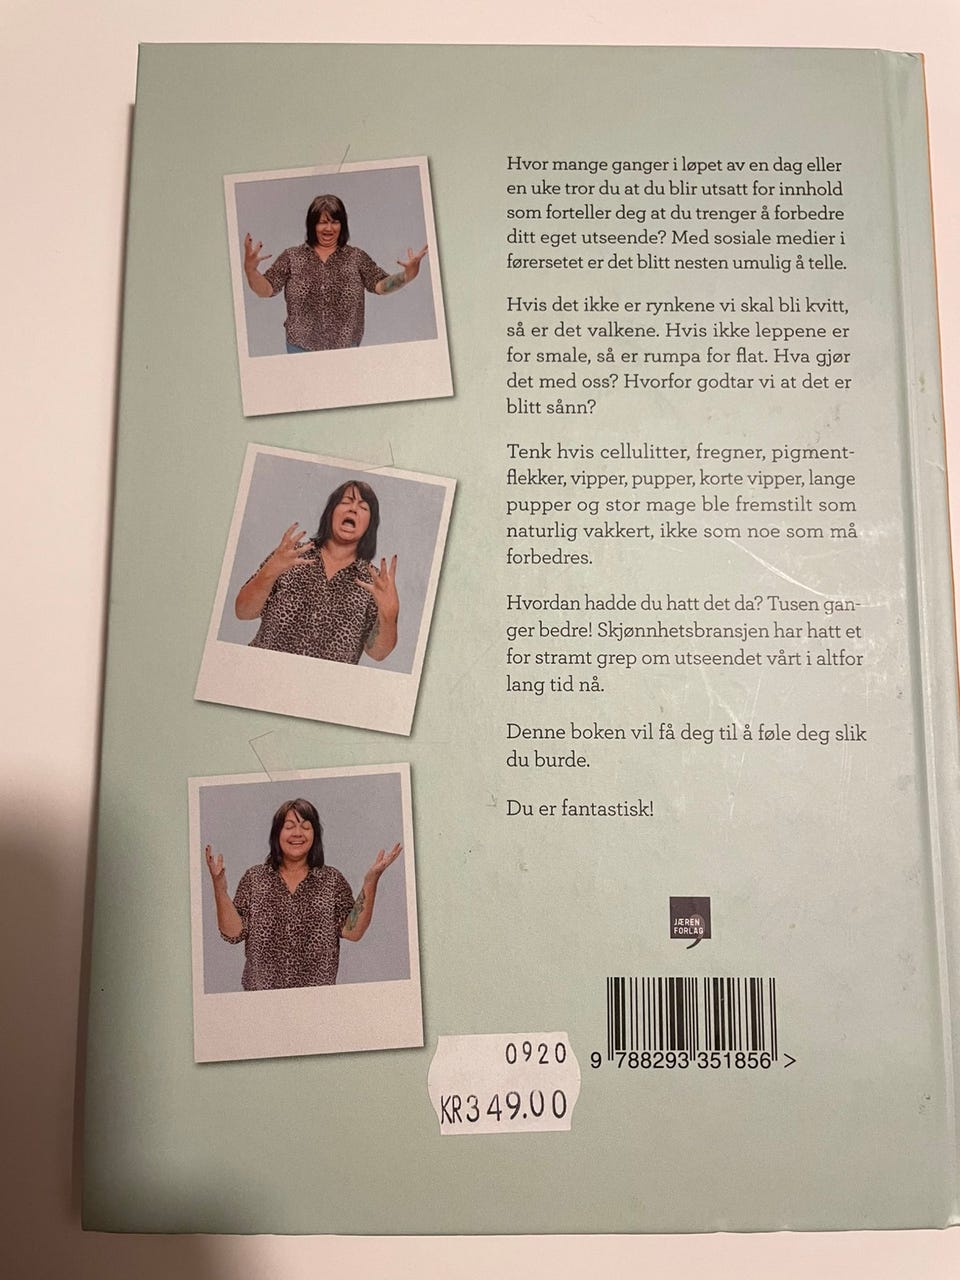 Hvor mange ganger i løpet av en dag eller
en uke tror du at du blir utsatt for innhold
som forteller deg at du trenger å forbedre
ditt eget utseende? Med sosiale medier i
førersetet er det blitt nesten umulig å telle.
Hvis det ikke er rynkene vi skal bli kvitt,
så er det valkene. Hvis ikke leppene er
for smale, så er rumpa for flat. Hva gjør
det med oss? Hvorfor godtar vi at det er
blitt sånn?
Tenk hvis cellulitter, fregner, pigment-
flekker, vipper, pupper, korte vipper, lange
pupper og stor mage ble fremstilt som
naturlig vakkert, ikke som noe som må
forbedres.
Hvordan hadde du hatt det da? Tusen gan-
ger bedre! Skjønnhetsbransjen har hatt et
for stramt grep om utseendet vårt i altfor
lang tid nå.
Denne boken vil få deg til å føle deg slik
du burde.
Du er fantastisk!
JÆREN
FORLAG
9 788293 351856 >
0920
KR349.00